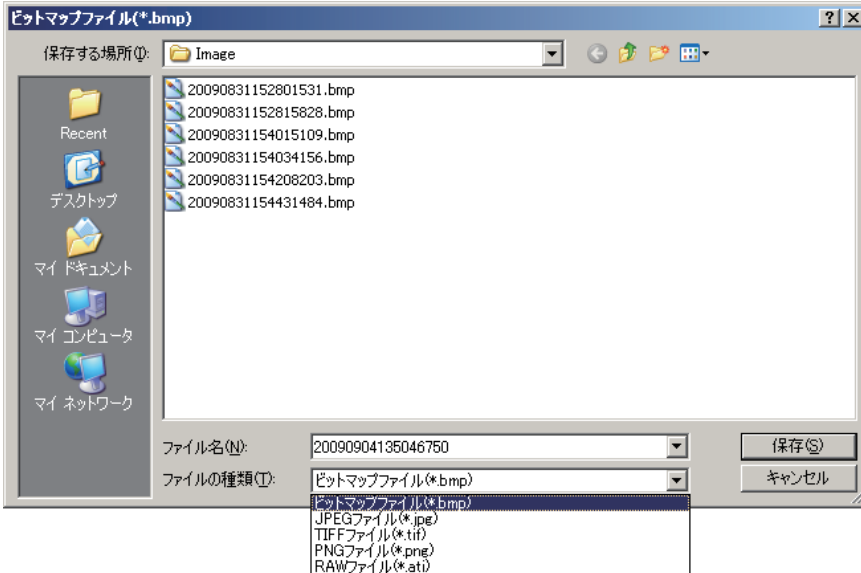 ビットマップファイル(*.bmp)
保存する場所(I):
Image
20090831152801531.bmp
20090831152815828.bmp
20090831154015109.bmp
20090831154034156.bmp
20090831154208203.bmp
20090831154431484.bmp
Recent
デスクトップ
マイ ドキュメント
マイ コンピュータ
マイ ネットワーク
ファイル名(N):
20090904135046750
保存(S)
ファイルの種類(T):
ビットマップファイル(*.bmp)
キャンセル
ビットマップファイル(*.bmp)
JPEGファイル(*.jpg)
TIFFファイル(*.tif)
PNGファイル(*.png)
RAWファイル(*.ati)